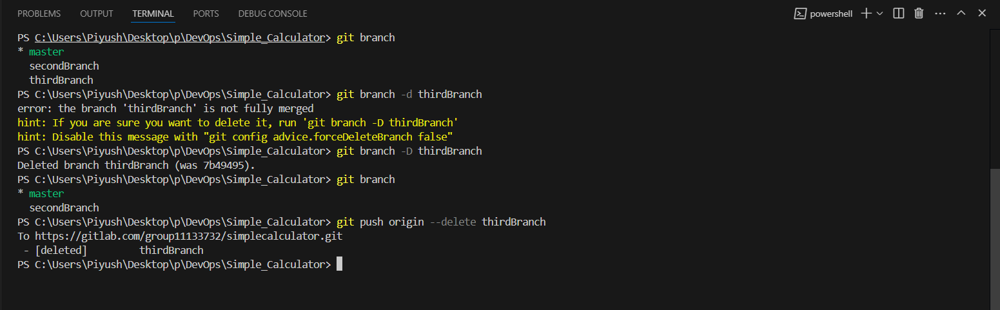 PROBLEMS OUTPUT TERMINAL PORTS DEBUG CONSOLE powershell
PS C:\Users\Piyush\Desktop\p\DevOps\Simple_Calculator> git branch
* master
  secondBranch
  thirdBranch
PS C:\Users\Piyush\Desktop\p\DevOps\Simple_Calculator> git branch -d thirdBranch
error: the branch 'thirdBranch' is not fully merged
hint: If you are sure you want to delete it, run 'git branch -D thirdBranch'
hint: Disable this message with "git config advice.forceDeleteBranch false"
PS C:\Users\Piyush\Desktop\p\DevOps\Simple_Calculator> git branch -D thirdBranch
Deleted branch thirdBranch (was 7b49495).
PS C:\Users\Piyush\Desktop\p\DevOps\Simple_Calculator> git branch
* master
  secondBranch
PS C:\Users\Piyush\Desktop\p\DevOps\Simple_Calculator> git push origin --delete thirdBranch
To https://gitlab.com/group11133732/simplecalculator.git
 - [deleted]         thirdBranch
PS C:\Users\Piyush\Desktop\p\DevOps\Simple_Calculator>